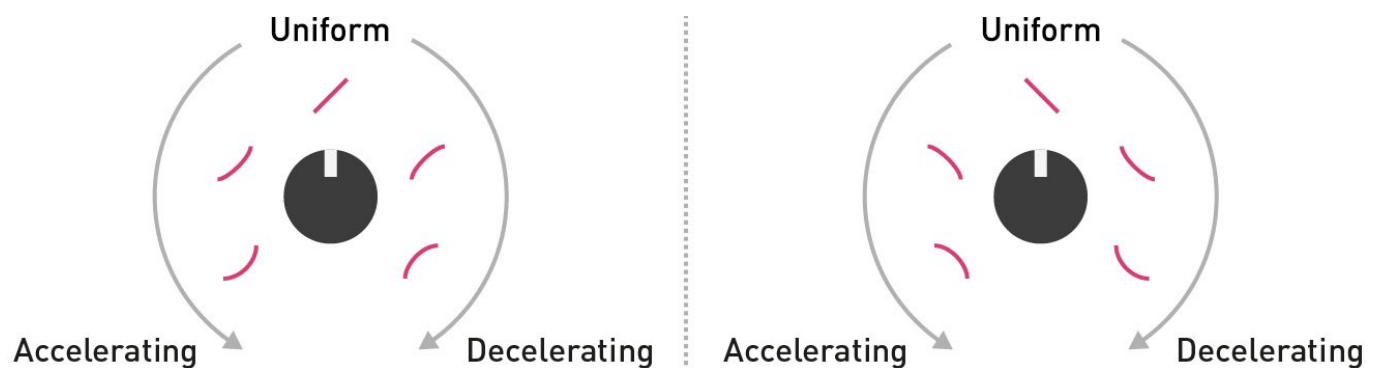 Uniform
Accelerating
Decelerating
Uniform
Accelerating
Decelerating